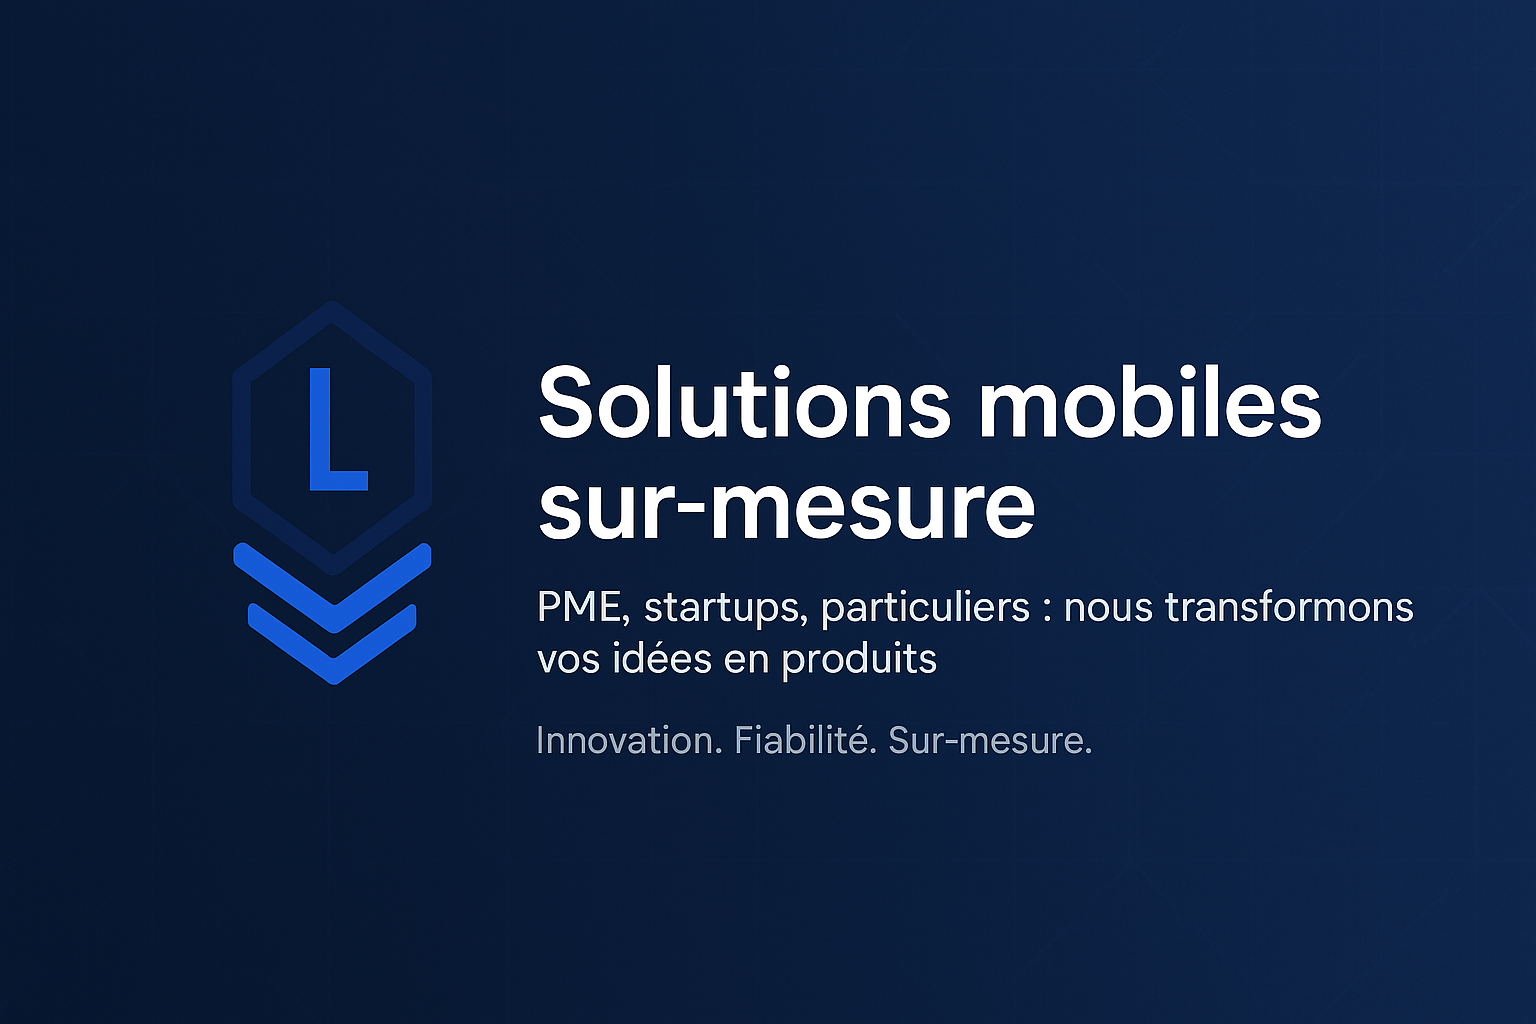 L
Solutions mobiles
sur-mesure
PME, startups, particuliers : nous transformons
vos idées en produits
Innovation. Fiabilité. Sur-mesure.